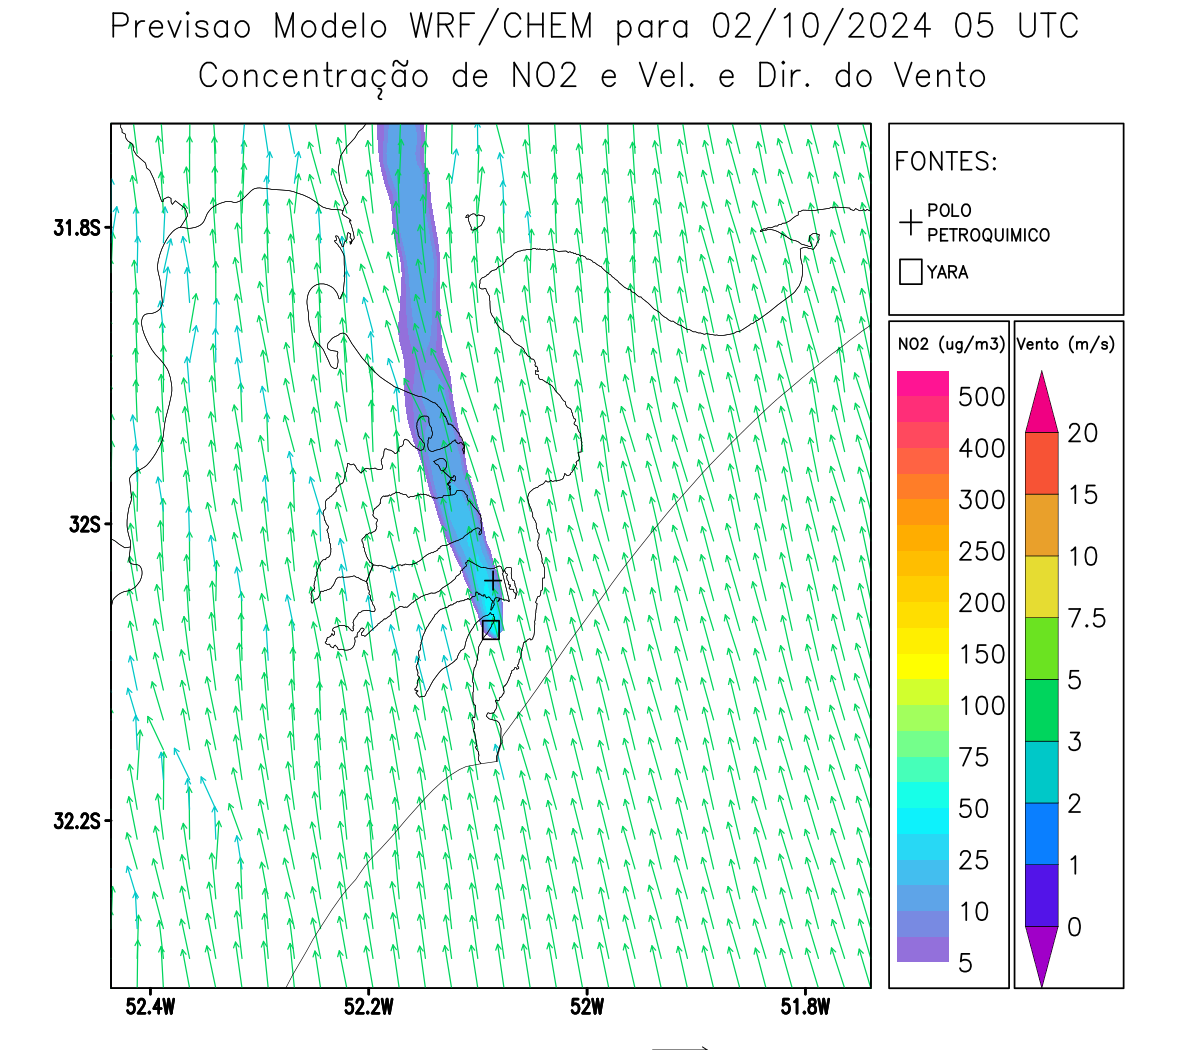 Previsao Modelo WRF/CHEM para 02/10/2024 05 UTC
Concentração de NO2 e Vel. e Dir. do Vento
FONTES:
POLO
PETROQUIMICO
YARA
31.8S
32S
32.2S
52.4W
52.2W
52W
51.8W
NO2 (ug/m3)
500
400
300
250
200
150
100
75
50
25
10
5
Vento (m/s)
20
15
10
7.5
5
3
2
1
0